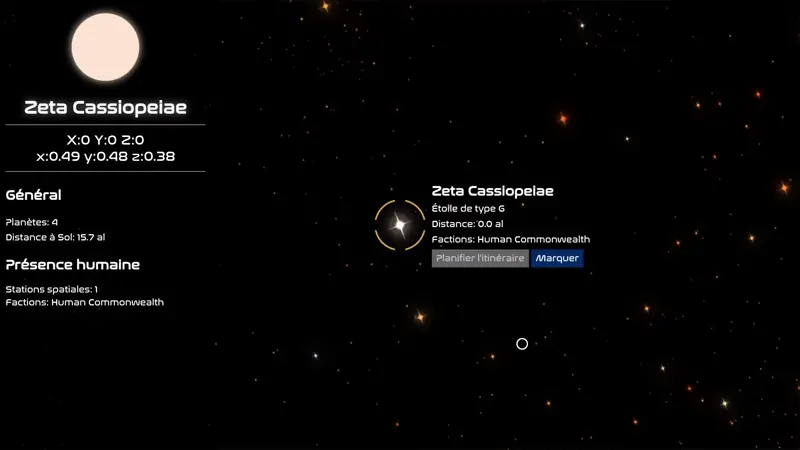 Zeta Cassiopeiae
X:0 Y:0 Z:0
x:0.49 y:0.48 z:0.38
Général
Planètes: 4
Distance à Sol: 15.7 al
Présence humaine
Stations spatiales: 1
Factions: Human Commonwealth
Zeta Cassiopeiae
Étoile de type G
Distance: 0.0 al
Factions: Human Commonwealth
Planifier l'itinéraire Marquer